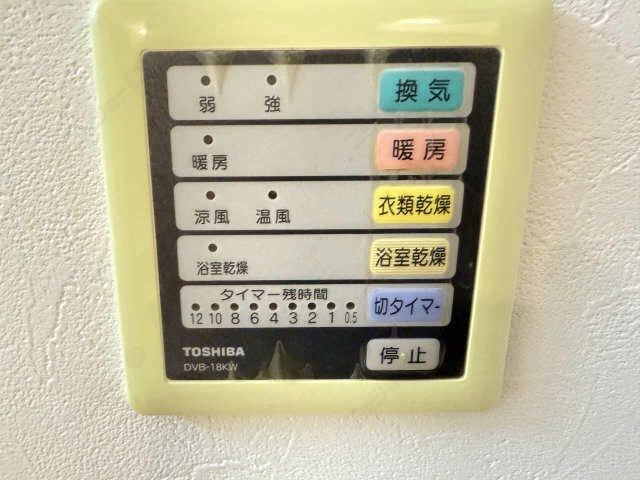 弱 強 換気
暖房 暖房
涼風 温風 衣類乾燥
浴室乾燥 浴室乾燥
タイマー残時間
12 10 8 6 4 3 2 1 0.5 切タイマー
TOSHIBA
DVB-18KW 停止